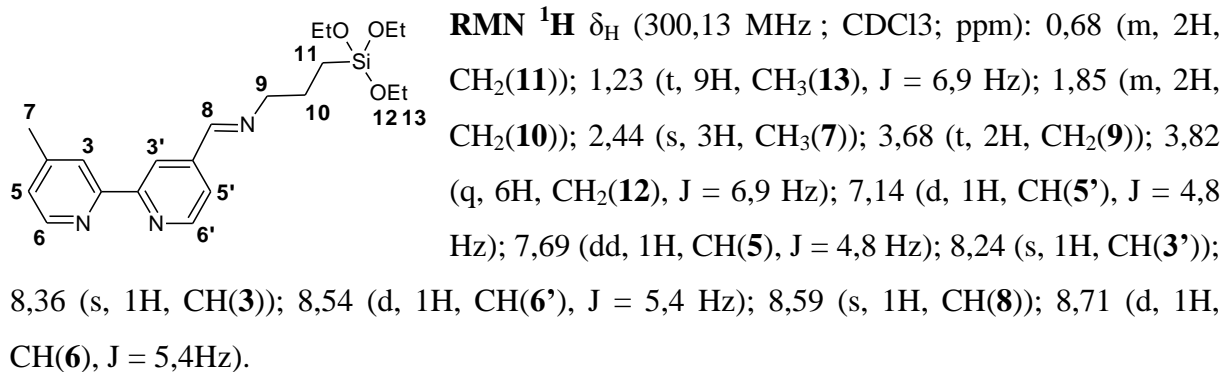 RMN ¹H δH (300,13 MHz ; CDCl3; ppm): 0,68 (m, 2H,
CH₂(11)); 1,23 (t, 9H, CH₃(13), J = 6,9 Hz); 1,85 (m, 2H,
CH₂(10)); 2,44 (s, 3H, CH₃(7)); 3,68 (t, 2H, CH₂(9)); 3,82
(q, 6H, CH₂(12), J = 6,9 Hz); 7,14 (d, 1H, CH(5’), J = 4,8
Hz); 7,69 (dd, 1H, CH(5), J = 4,8 Hz); 8,24 (s, 1H, CH(3’));
8,36 (s, 1H, CH(3)); 8,54 (d, 1H, CH(6’), J = 5,4 Hz); 8,59 (s, 1H, CH(8)); 8,71 (d, 1H,
CH(6), J = 5,4Hz).
EtO OEt
11 Si
9 OEt
7 8 10 12 13
N
3 3'
5 5'
N N
6 6'